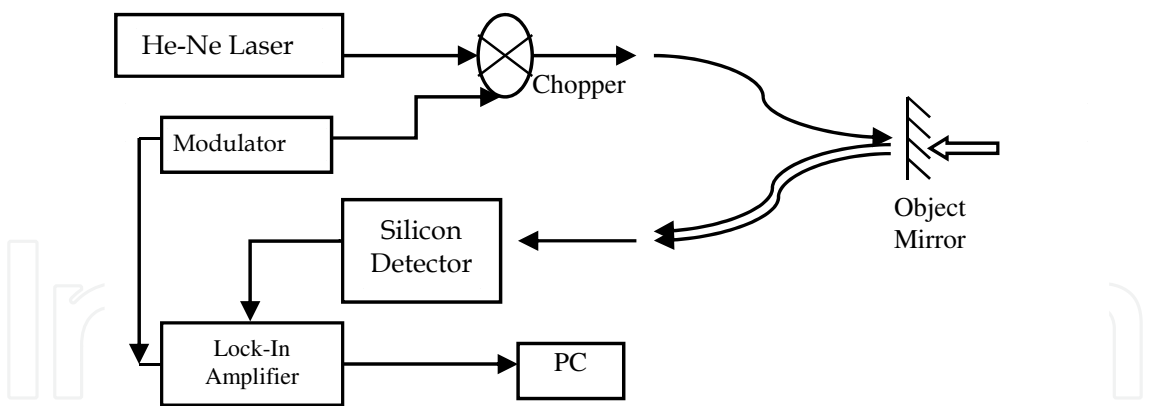 He-Ne Laser
Chopper
Modulator
Object
Mirror
Silicon
Detector
Lock-In
Amplifier
PC